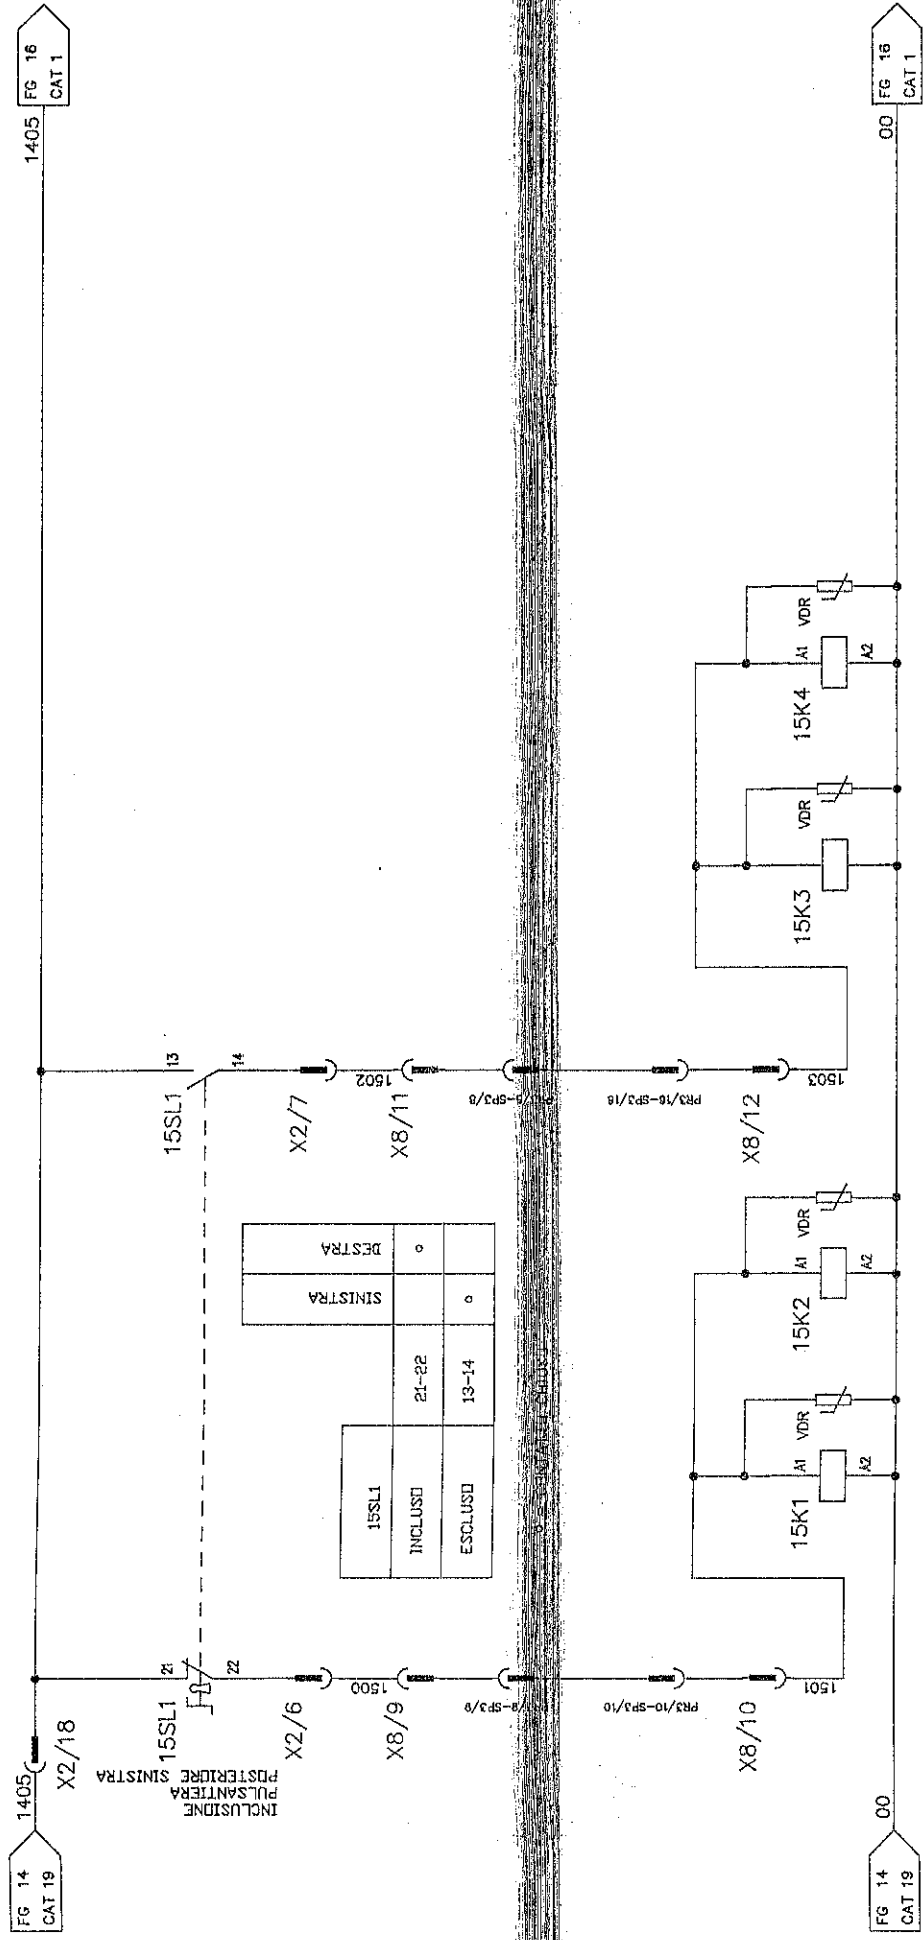 FG 14
CAT 19
1405
X2/18
1405
FG 16
CAT 1
INCLUSIONE
PULSANTIERA
POSTERIORE SINISTRA
15SL1
21
22
15SL1
13
14
X2/6
1500
X8/9
X2/7
1502
X8/11
15SL1
SINISTRA
DESTRA
INCLUSO
21-22
o
ESCLUSO
13-14
o
PR3/10-SP3/10
PR3/16-SP3/16
X8/10
1501
X8/12
1503
15K1
A1
A2
VDR
15K2
A1
A2
VDR
15K3
VDR
15K4
A1
A2
VDR
FG 14
CAT 19
00
00
FG 16
CAT 1